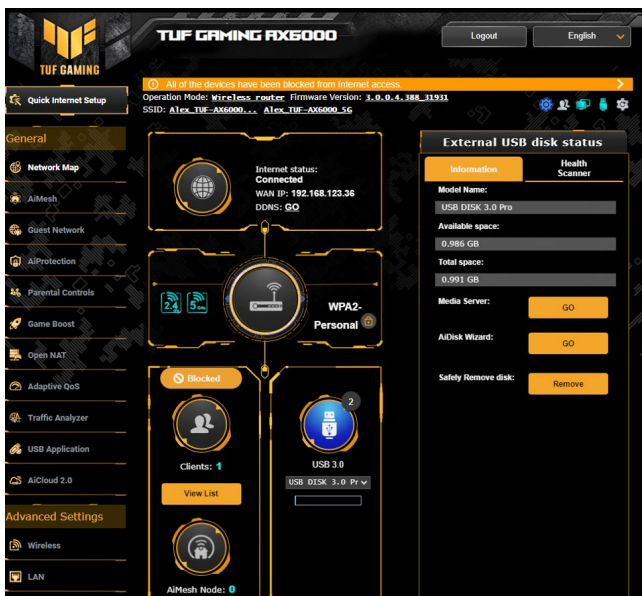 TUF GAMING
TUF GAMING AX6000
Logout
English
All of the devices have been blocked from Internet access.
Quick Internet Setup
Operation Mode: Wireless router Firmware Version: 3.0.0.4.388_31931
SSID: Alex_TUF-AX6000... Alex_TUF-AX6000_5G
General
Network Map
AiMesh
Guest Network
AiProtection
Parental Controls
Game Boost
Open NAT
Adaptive QoS
Traffic Analyzer
USB Application
AiCloud 2.0
Advanced Settings
Wireless
LAN
Internet status:
Connected
WAN IP: 192.168.123.36
DDNS: GO
2.4
5
WPA2-
Personal
Blocked
Clients: 1
View List
AiMesh Node: 0
2
USB 3.0
USB DISK 3.0 Pr
External USB disk status
Information
Health
Scanner
Model Name:
USB DISK 3.0 Pro
Available space:
0.986 GB
Total space:
0.991 GB
Media Server:
GO
AiDisk Wizard:
GO
Safely Remove disk:
Remove